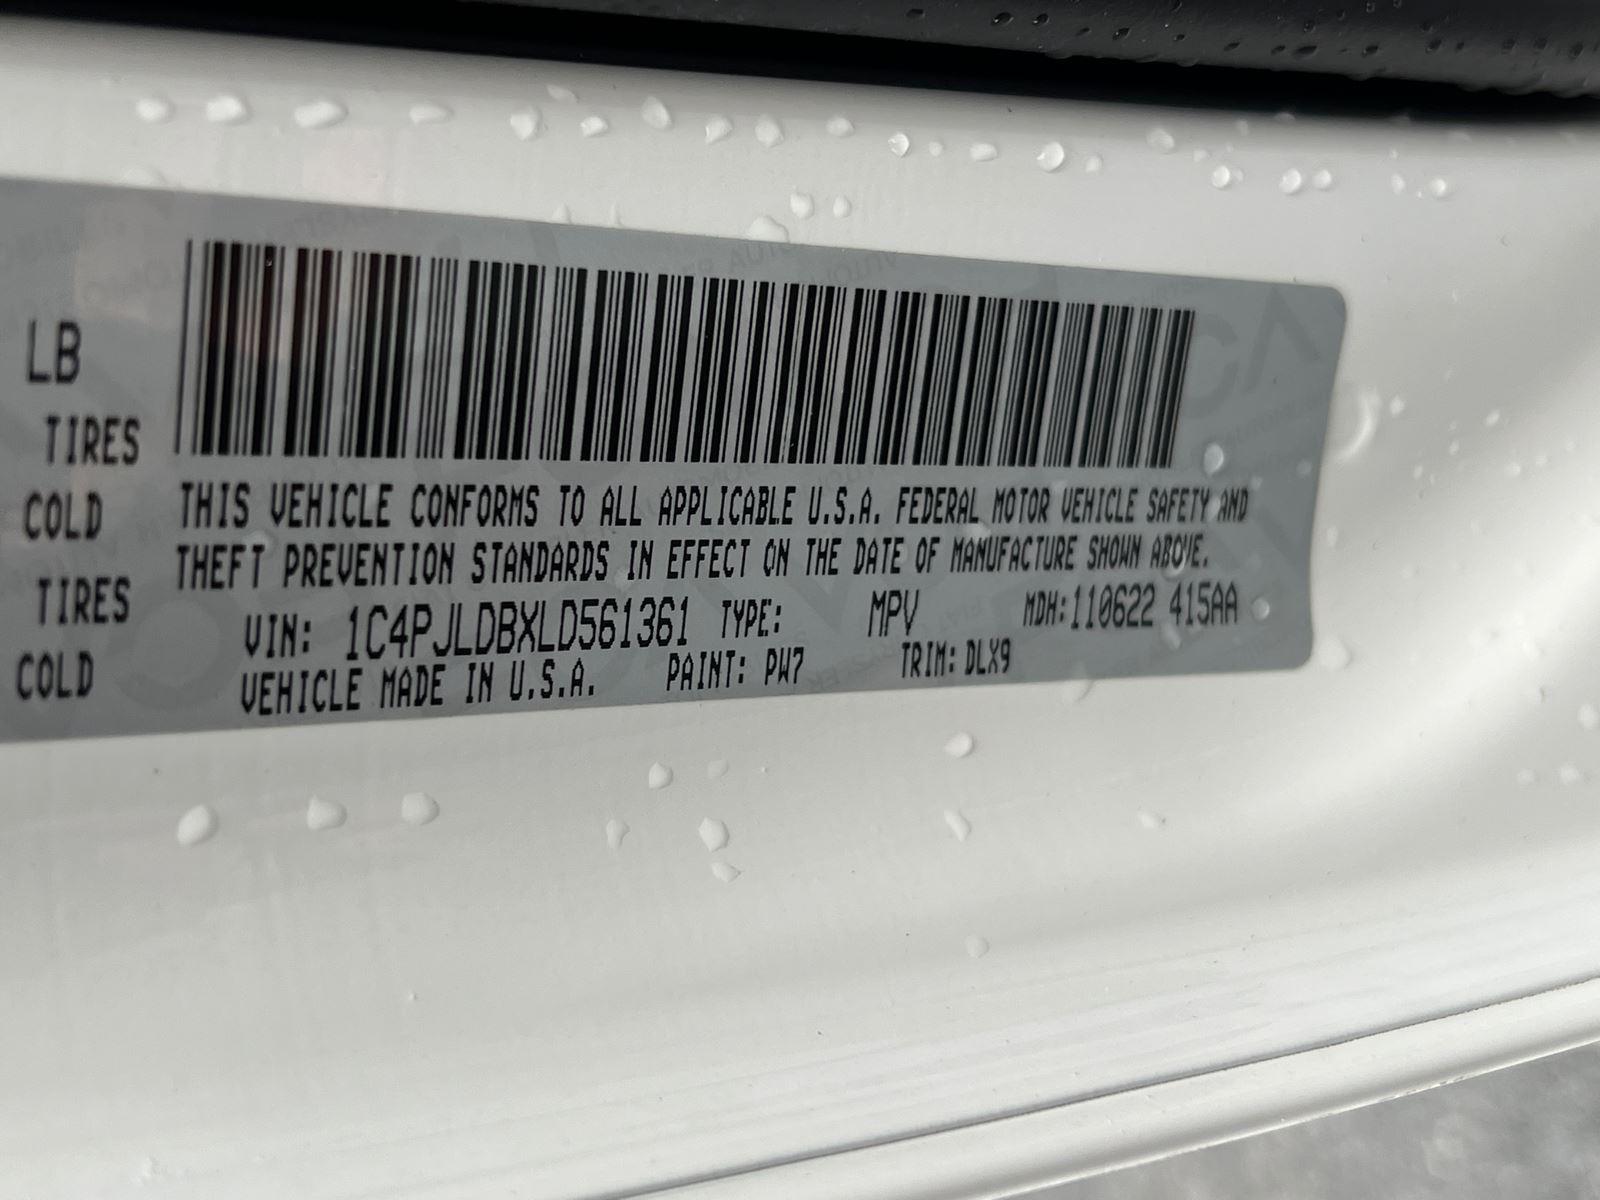 LB
TIRES
COLD
TIRES
COLD
THIS VEHICLE CONFORMS TO ALL APPLICABLE U.S.A. FEDERAL MOTOR VEHICLE SAFETY AND
THEFT PREVENTION STANDARDS IN EFFECT ON THE DATE OF MANUFACTURE SHOWN ABOVE.
VIN: 1C4PJLDBXLD561361 TYPE: MPV MDH:110622 415AA
VEHICLE MADE IN U.S.A. PAINT: PW7 TRIM: DLX9